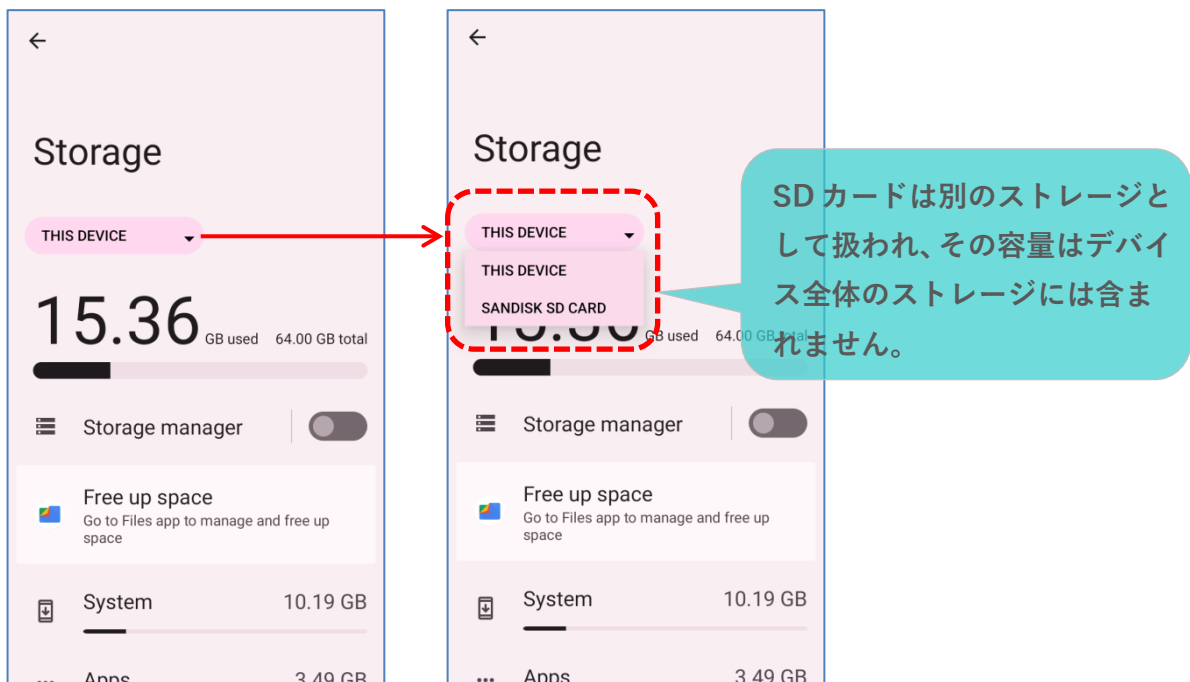 Storage
THIS DEVICE
15.36 GB used 64.00 GB total
Storage manager
Free up space
Go to Files app to manage and free up
space
System 10.19 GB
Apps 3.49 GB
Storage
THIS DEVICE
THIS DEVICE
SANDISK SD CARD
15.36 GB used 64.00 GB total
Storage manager
Free up space
Go to Files app to manage and free up
space
System 10.19 GB
Apps 3.49 GB
SD カードは別のストレージと
して扱われ、その容量はデバイ
ス全体のストレージには含ま
れません。